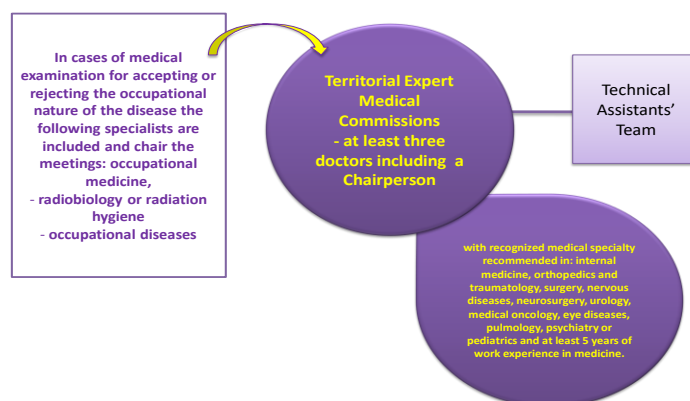 In cases of medical
examination for accepting or
rejecting the occupational
nature of the disease the
following specialists are
included and chair the
meetings: occupational
medicine,
- radiobiology or radiation
hygiene
- occupational diseases
Territorial Expert
Medical
Commissions
- at least three
doctors including a
Chairperson
Technical
Assistants’
Team
with recognized medical specialty
recommended in: internal
medicine, orthopedics and
traumatology, surgery, nervous
diseases, neurosurgery, urology,
medical oncology, eye diseases,
pulmology, psychiatry or
pediatrics and at least 5 years of
work experience in medicine.